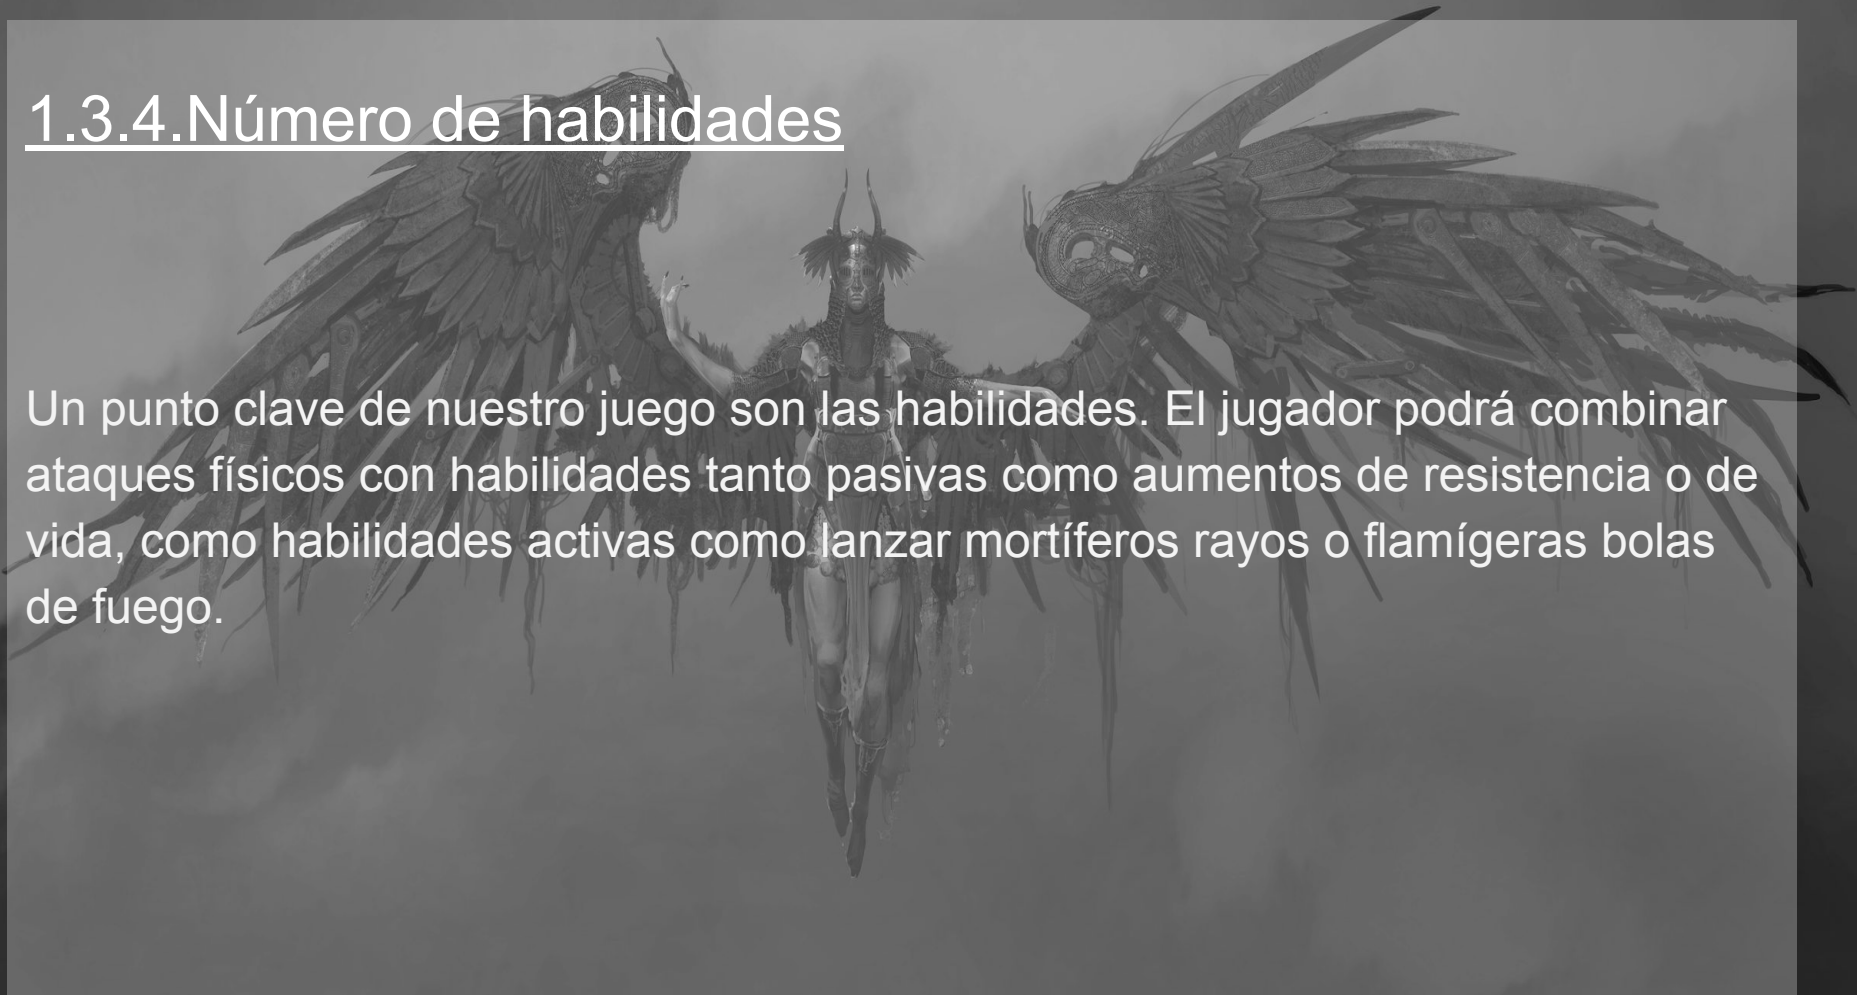 1.3.4.Número de habilidades
Un punto clave de nuestro juego son las habilidades. El jugador podrá combinar
ataques físicos con habilidades tanto pasivas como aumentos de resistencia o de
vida, como habilidades activas como lanzar mortíferos rayos o flamígeras bolas
de fuego.